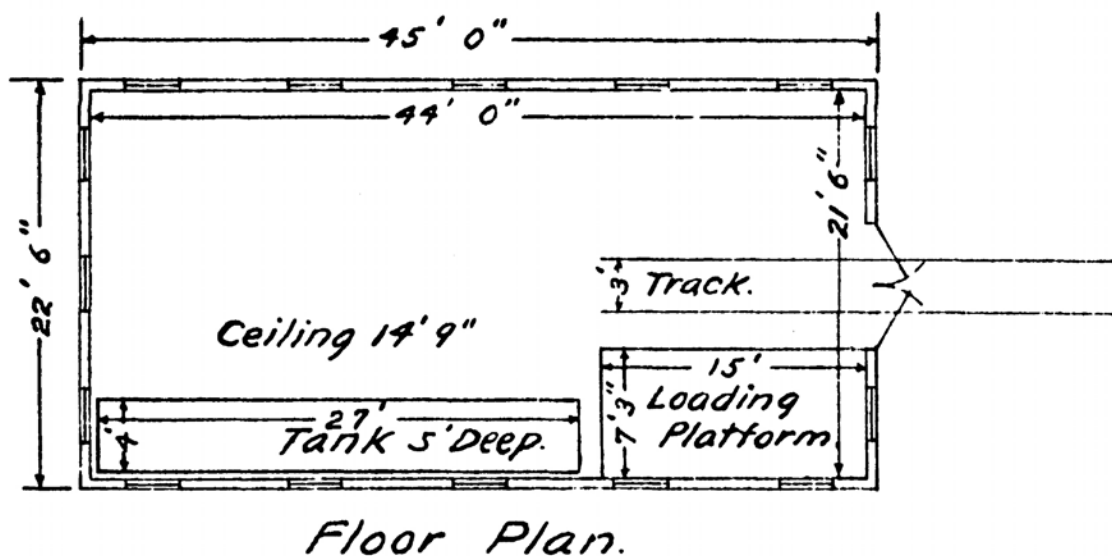 45' 0"
44' 0"
22' 6"
21' 6"
3'
Track.
Ceiling 14' 9"
15'
7' 3"
Loading
Platform
27'
4'
Tank 5' Deep.
Floor Plan.